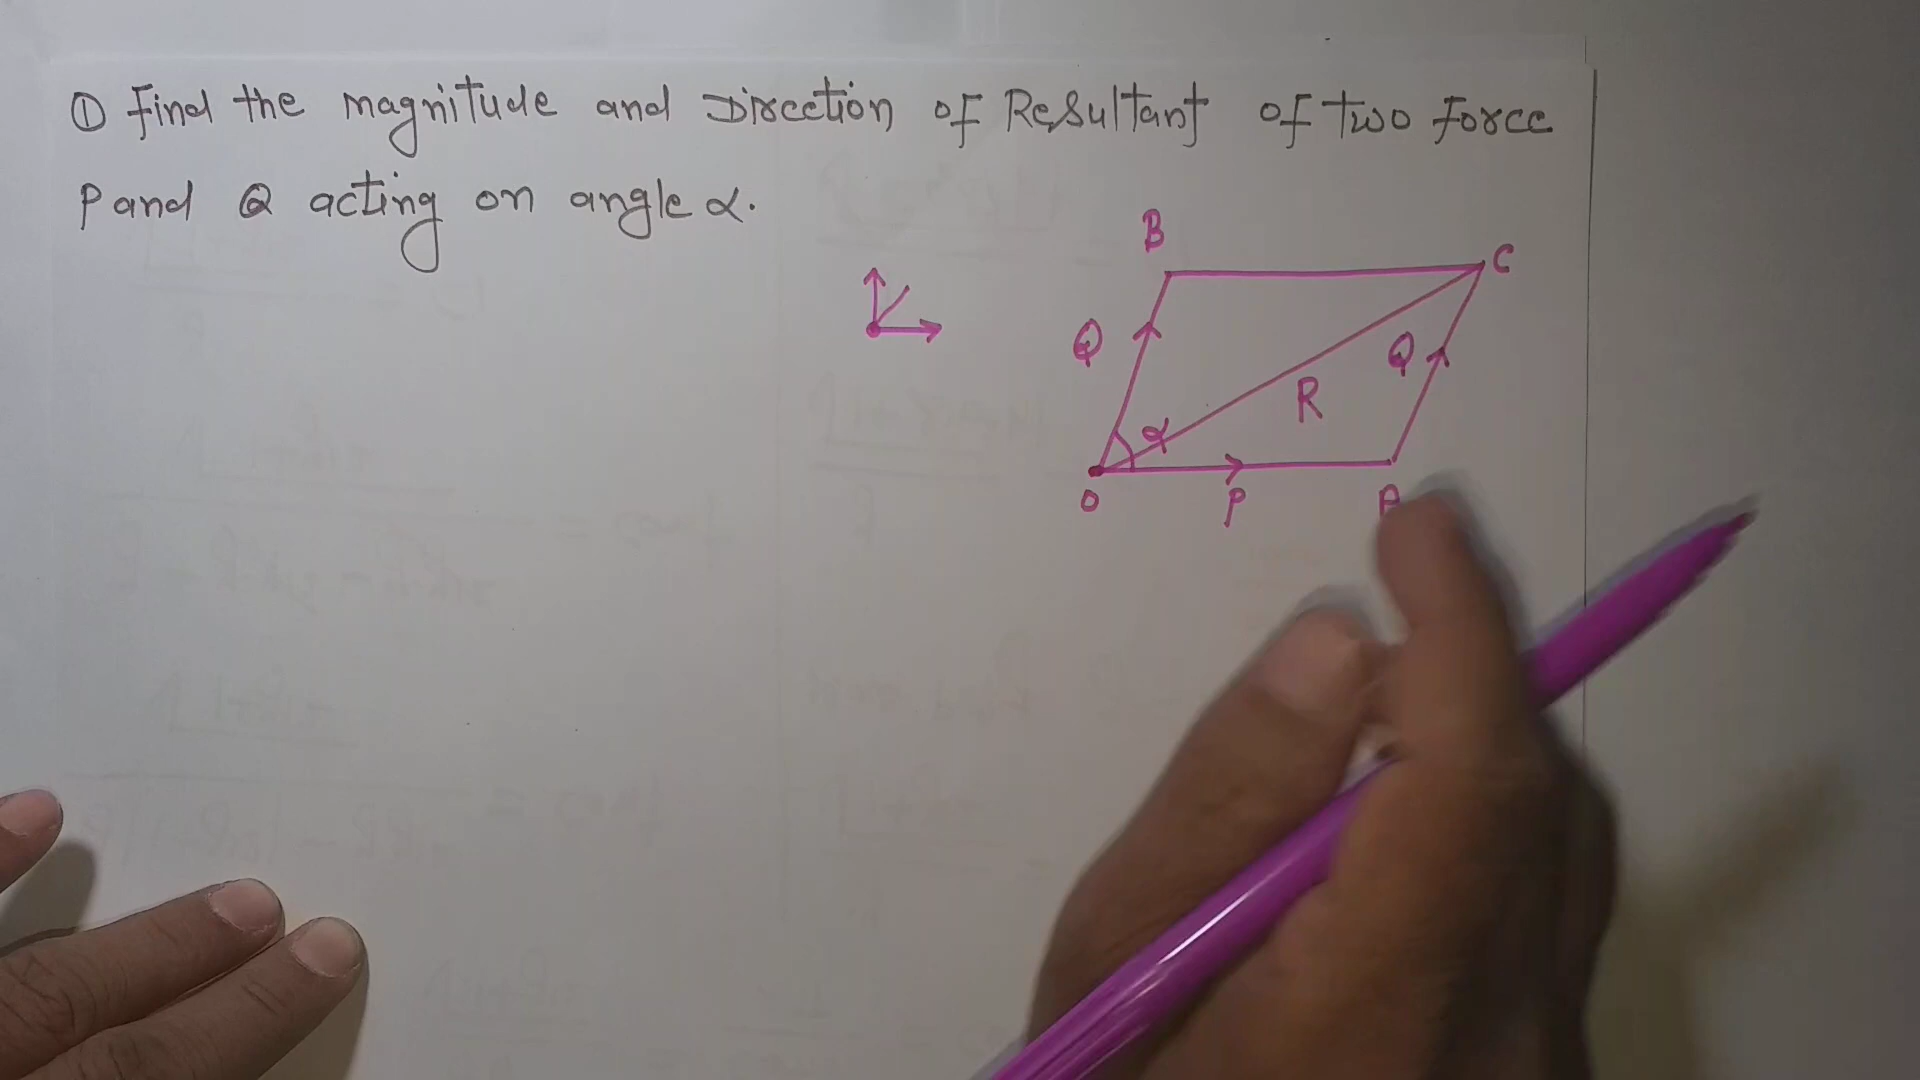 ① Find the magnitude and Direction of Resultant of two Force
P and Q acting on angle α.
B
C
Q
Q
R
α
O
P
A